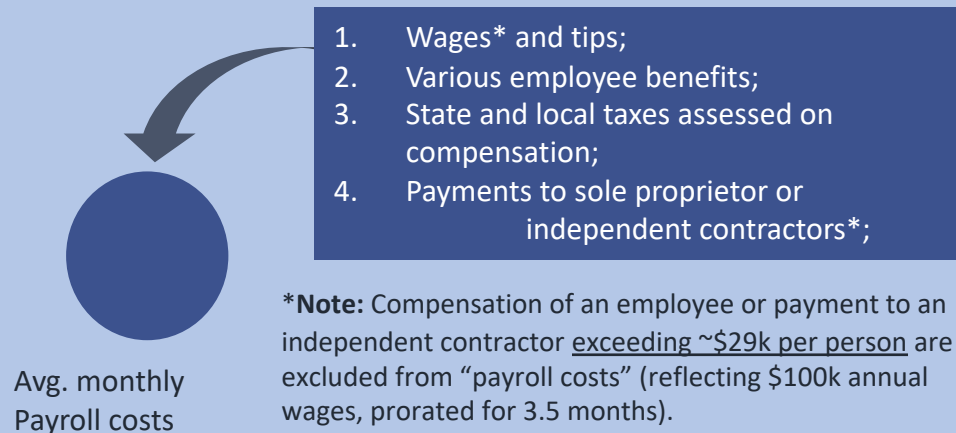 1. Wages* and tips;
2. Various employee benefits;
3. State and local taxes assessed on
compensation;
4. Payments to sole proprietor or
independent contractors*;
*Note: Compensation of an employee or payment to an
independent contractor exceeding ~$29k per person are
excluded from “payroll costs” (reflecting $100k annual
wages, prorated for 3.5 months).
Avg. monthly
Payroll costs